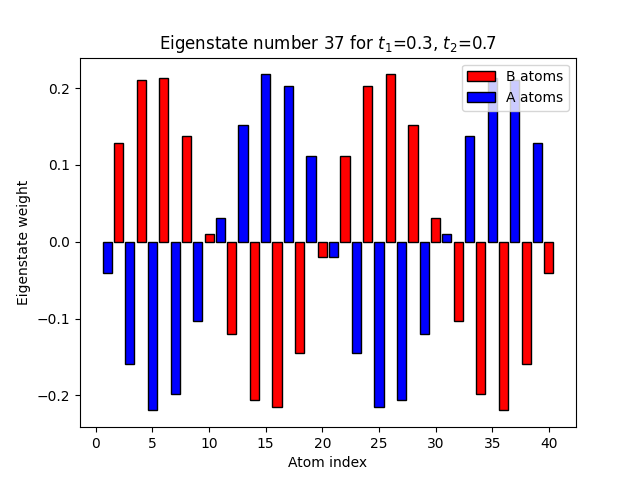 Eigenstate number 37 for t₁=0.3, t₂=0.7
B atoms
A atoms
Eigenstate weight
0.2
0.1
0.0
−0.1
−0.2
0
5
10
15
20
25
30
35
40
Atom index